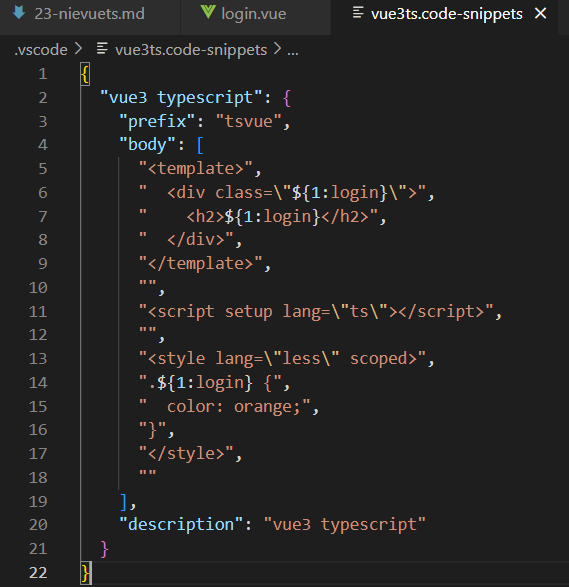 23-nievuets.md login.vue vue3ts.code-snippets
.vscode > vue3ts.code-snippets > ...
1 {
2   "vue3 typescript": {
3     "prefix": "tsvue",
4     "body": [
5       "<template>",
6       "  <div class=\"${1:login}\">",
7       "    <h2>${1:login}</h2>",
8       "  </div>",
9       "</template>",
10       "",
11       "<script setup lang=\"ts\"></script>",
12       "",
13       "<style lang=\"less\" scoped>",
14       ".${1:login} {",
15       "  color: orange;",
16       "}",
17       "</style>",
18       ""
19     ],
20     "description": "vue3 typescript"
21   }
22 }